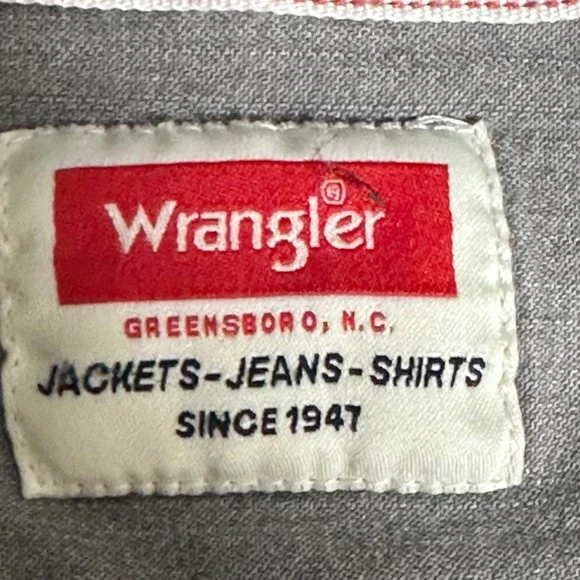 Wrangler®
GREENSBORO, N.C.
JACKETS-JEANS-SHIRTS
SINCE 1947